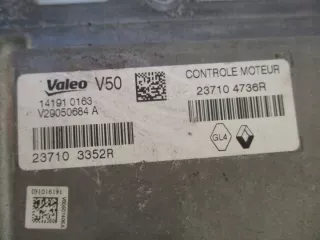 Valeo V50
14191 0163
V29050684 A
23710 3352R
CONTROLE MOTEUR
23710 4736R
GL4